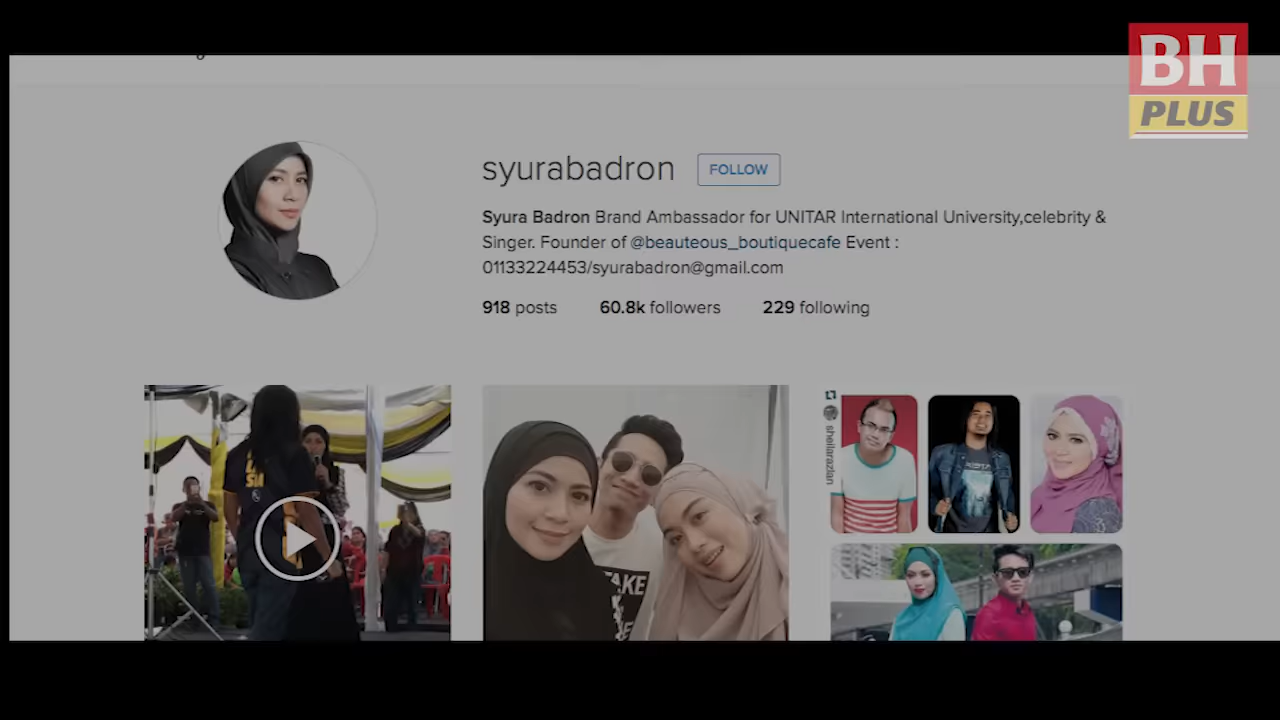 BH
PLUS
syurabadron FOLLOW
Syura Badron Brand Ambassador for UNITAR International University,celebrity &
Singer. Founder of @beauteous_boutiquecafe Event :
01133224453/syurabadron@gmail.com
918 posts 60.8k followers 229 following
sheilarazlan
TAKE